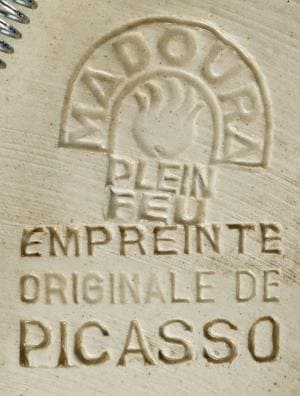 MADOURA
PLEIN
FEU
EMPREINTE
ORIGINALE DE
PICASSO